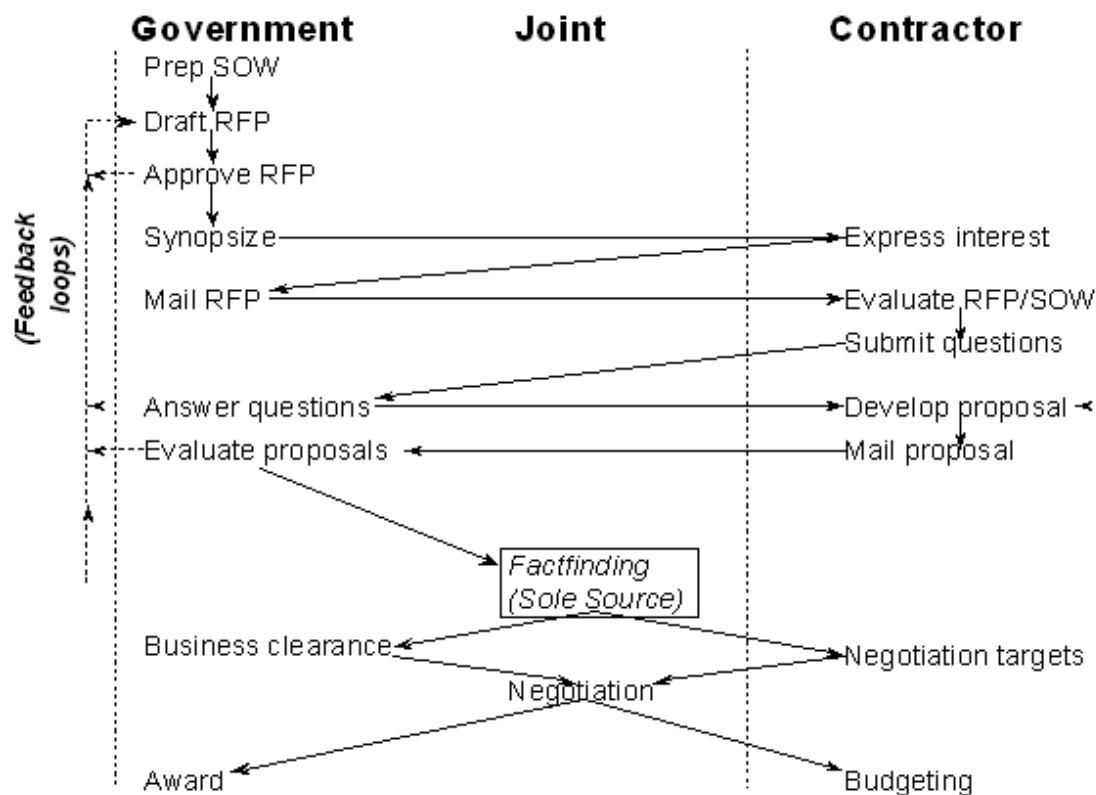 Government Joint Contractor
Prep SOW
Draft RFP
Approve RFP
(Feedback
loops)
Synopsize Express interest
Mail RFP Evaluate RFP/SOW
Submit questions
Answer questions Develop proposal
Evaluate proposals Mail proposal
Factfinding
(Sole Source)
Business clearance Negotiation targets
Negotiation
Award Budgeting